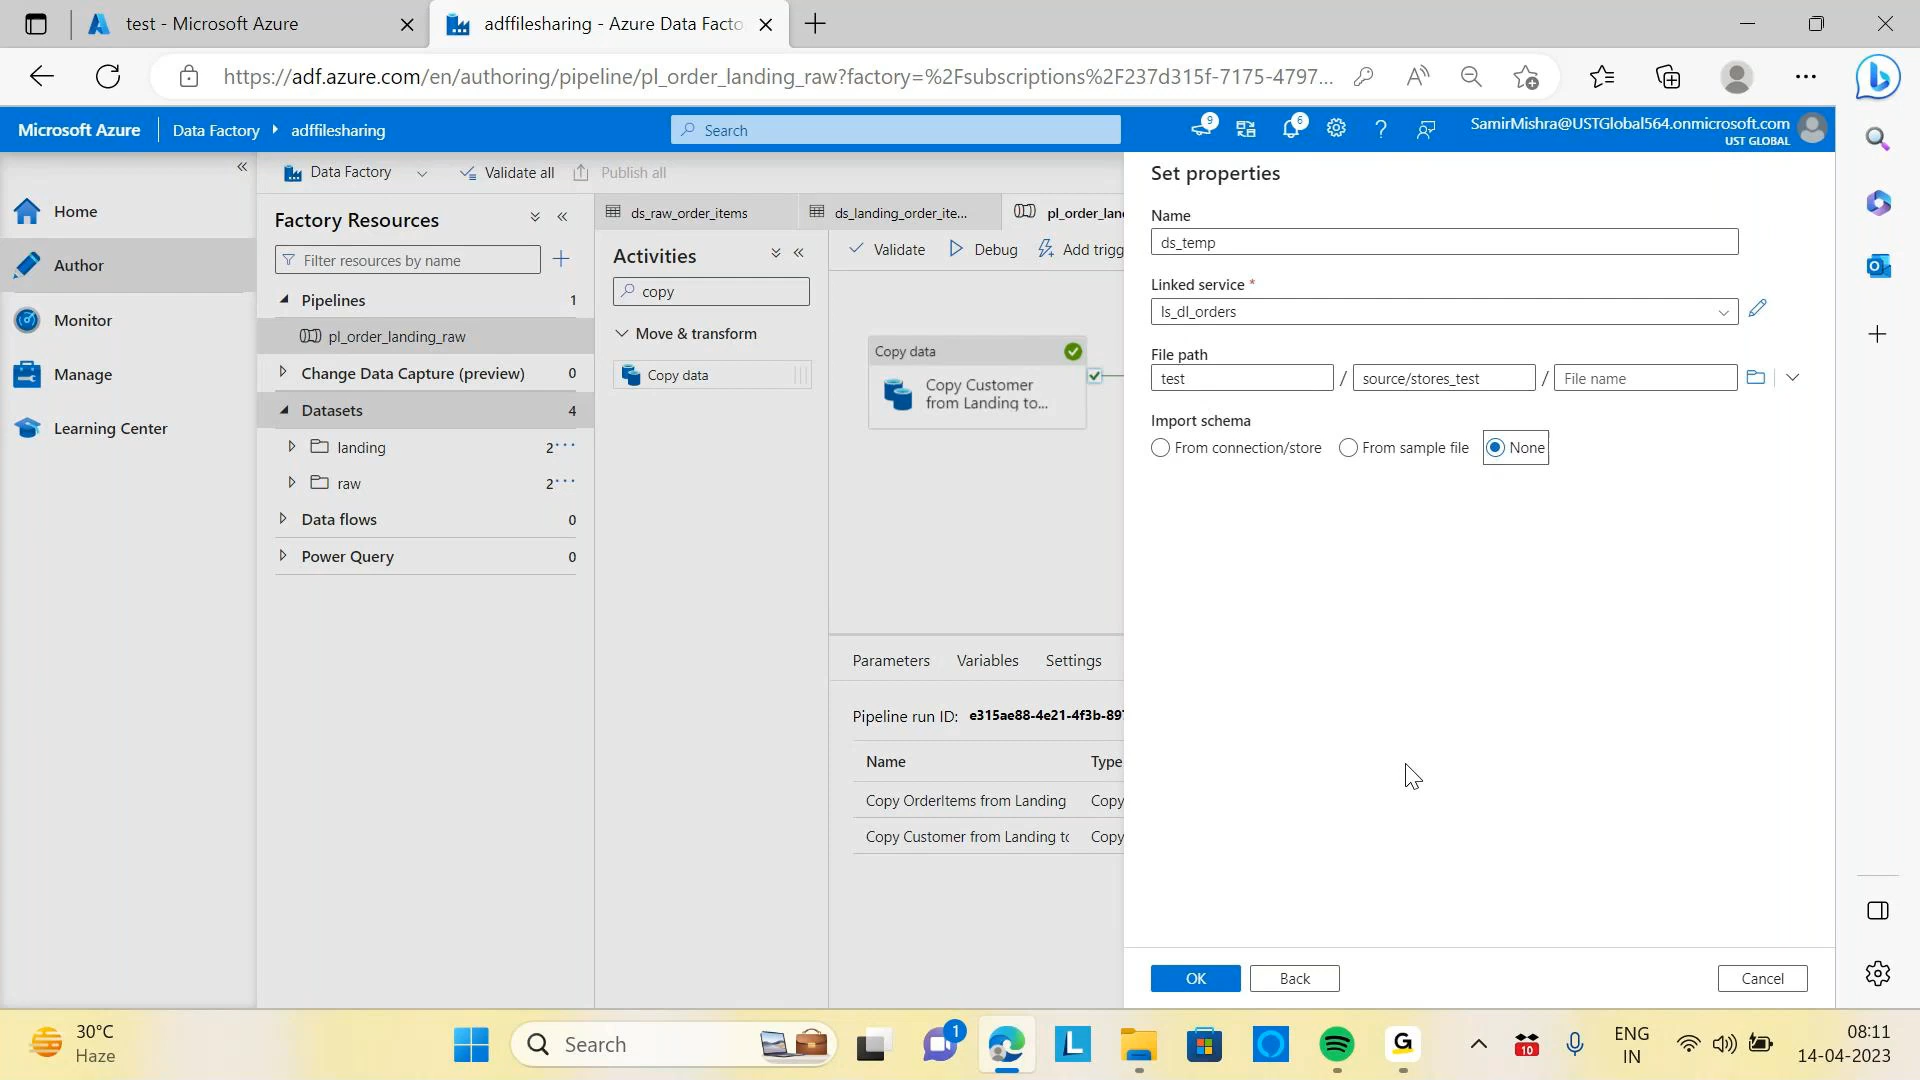 test - Microsoft Azure
adffilesharing - Azure Data Facto
https://adf.azure.com/en/authoring/pipeline/pl_order_landing_raw?factory=%2Fsubscriptions%2F237d315f-7175-4797...
Microsoft Azure
Data Factory
adffilesharing
Search
9
6
SamirMishra@USTGlobal564.onmicrosoft.com
UST GLOBAL
Home
Author
Monitor
Manage
Learning Center
Data Factory
Validate all
Publish all
Factory Resources
Filter resources by name
Pipelines 1
pl_order_landing_raw
Change Data Capture (preview) 0
Datasets 4
landing 2
raw 2
Data flows 0
Power Query 0
ds_raw_order_items
ds_landing_order_ite...
pl_order_lan
Activities
copy
Move & transform
Copy data
Validate
Debug
Add trigg
Copy data
Copy Customer
from Landing to...
Parameters
Variables
Settings
Pipeline run ID: e315ae88-4e21-4f3b-897
Name Type
Copy OrderItems from Landing Copy
Copy Customer from Landing to Copy
Set properties
Name
ds_temp
Linked service *
ls_dl_orders
File path
test / source/stores_test / File name
Import schema
From connection/store
From sample file
None
OK
Back
Cancel
30°C
Haze
Search
1
L
G
10
ENG
IN
08:11
14-04-2023